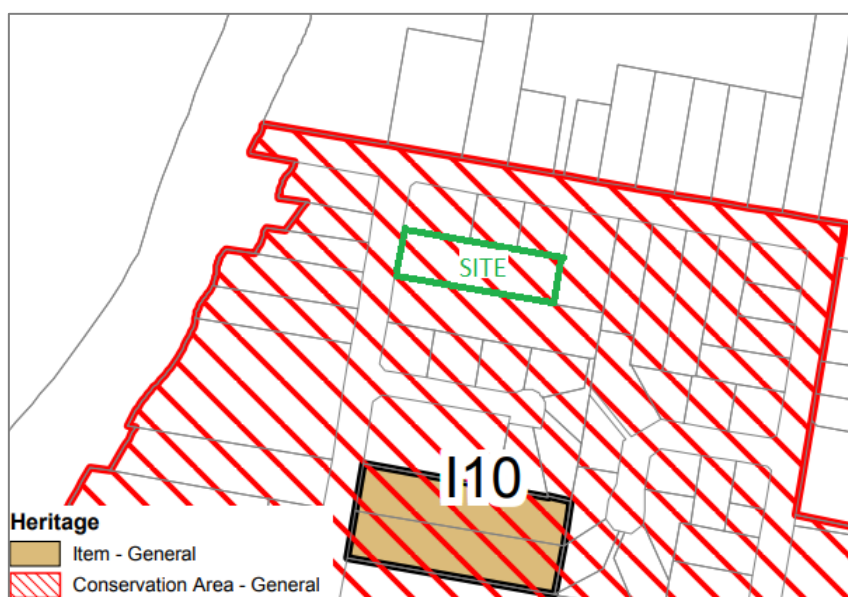 SITE
I10
Heritage
Item - General
Conservation Area - General